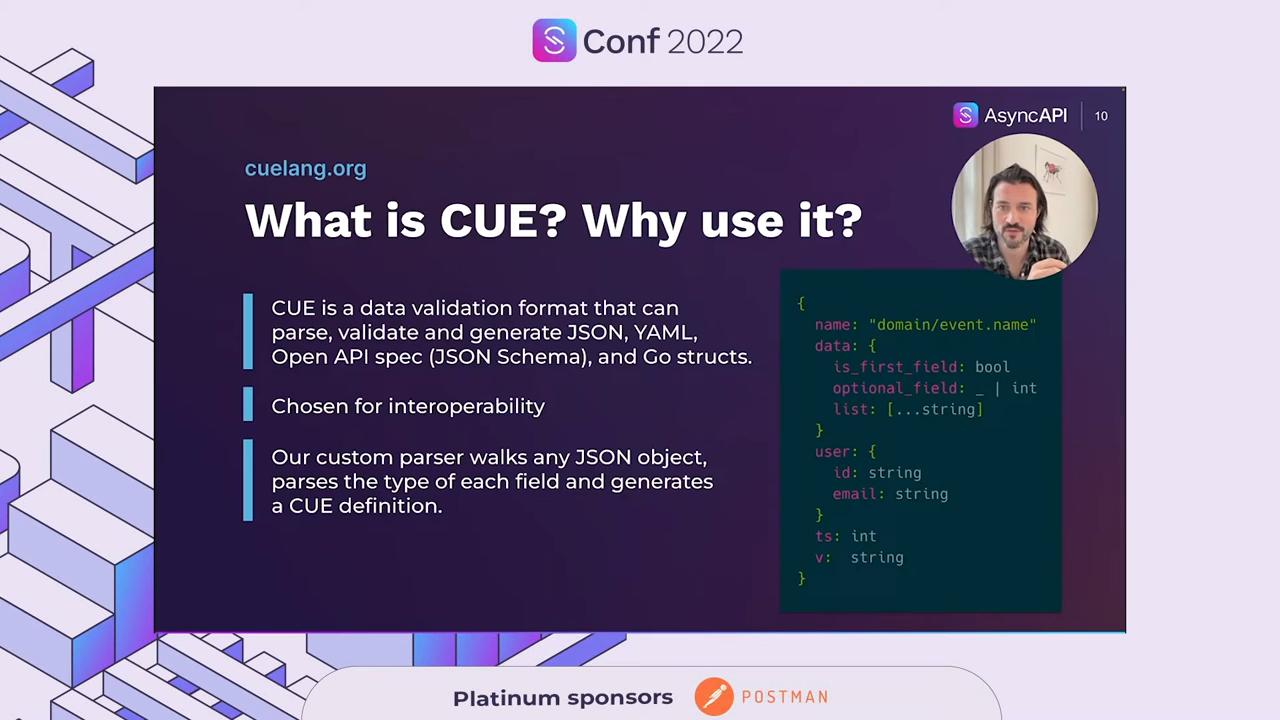 Conf 2022
AsyncAPI 10
cuelang.org
What is CUE? Why use it?
CUE is a data validation format that can
parse, validate and generate JSON, YAML,
Open API spec (JSON Schema), and Go structs.
Chosen for interoperability
Our custom parser walks any JSON object,
parses the type of each field and generates
a CUE definition.
{
name: "domain/event.name"
data: {
is_first_field: bool
optional_field: _ | int
list: [...string]
}
user: {
id: string
email: string
}
ts: int
v: string
}
Platinum sponsors POSTMAN